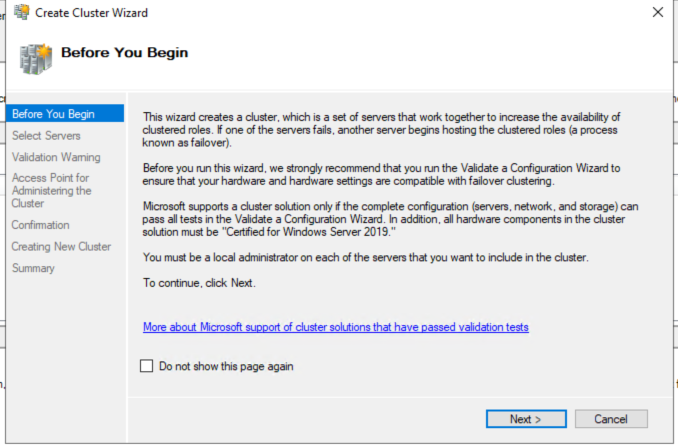 Create Cluster Wizard
Before You Begin
Before You Begin
Select Servers
Validation Warning
Access Point for
Administering the
Cluster
Confirmation
Creating New Cluster
Summary
This wizard creates a cluster, which is a set of servers that work together to increase the availability of
clustered roles. If one of the servers fails, another server begins hosting the clustered roles (a process
known as failover).
Before you run this wizard, we strongly recommend that you run the Validate a Configuration Wizard to
ensure that your hardware and hardware settings are compatible with failover clustering.
Microsoft supports a cluster solution only if the complete configuration (servers, network, and storage) can
pass all tests in the Validate a Configuration Wizard. In addition, all hardware components in the cluster
solution must be "Certified for Windows Server 2019."
You must be a local administrator on each of the servers that you want to include in the cluster.
To continue, click Next.
More about Microsoft support of cluster solutions that have passed validation tests
Do not show this page again
Next >
Cancel